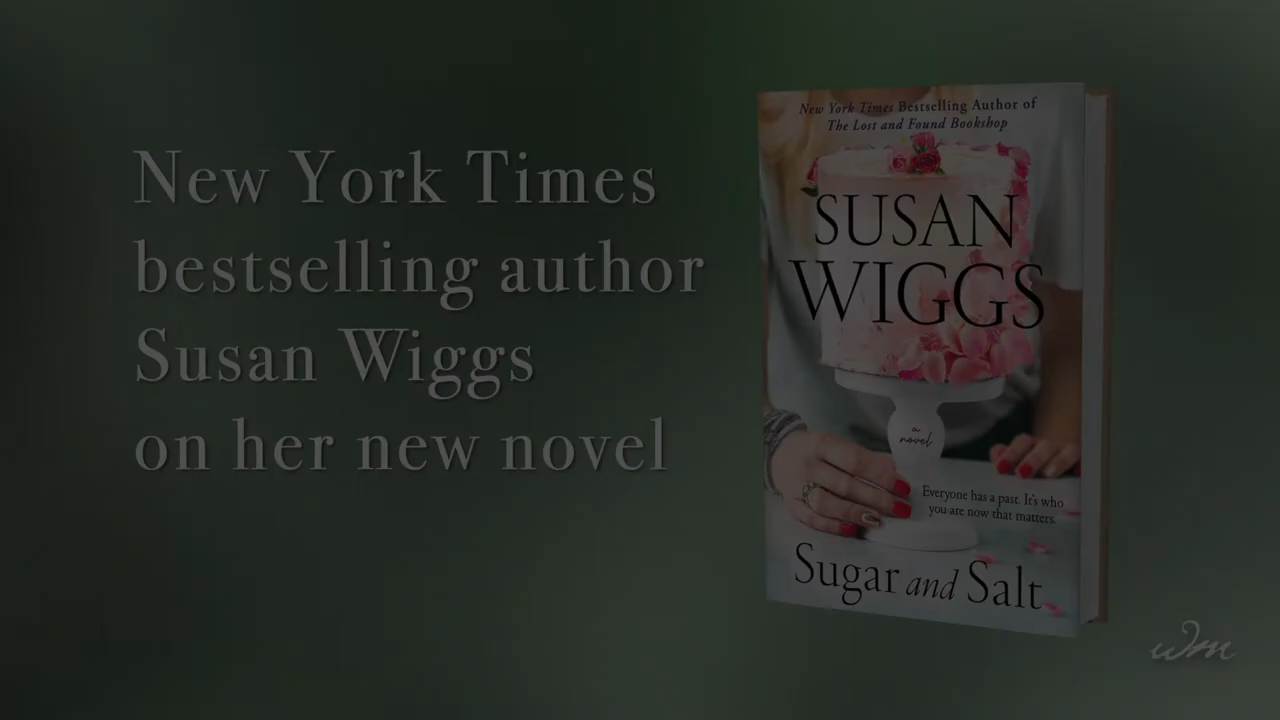 New York Times
bestselling author
Susan Wiggs
on her new novel
New York Times Bestselling Author of
The Lost and Found Bookshop
SUSAN
WIGGS
a
novel
Everyone has a past. It's who
you are now that matters.
Sugar and Salt
wm